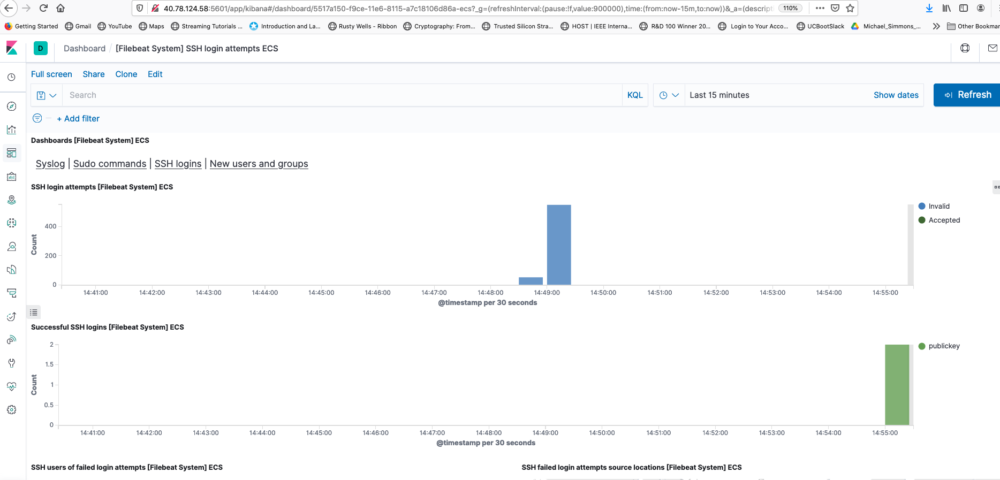 40.78.124.58:5601/app/kibana#/dashboard/5517a150-f9ce-11e6-8115-a7c18106d86a-ecs?_g=(refreshInterval:(pause:!f,value:900000),time:(from:now-15m,to:now))&_a=(descripti 110%
Getting Started Gmail YouTube Maps Streaming Tutorials ... Introduction and La... Rusty Wells - Ribbon Cryptography: From... Trusted Silicon Stra... HOST | IEEE Interna... R&D 100 Winner 20... Login to Your Acco... UCBootSlack Michael_Simmons_... Other Bookmar
D Dashboard / [Filebeat System] SSH login attempts ECS
Full screen Share Clone Edit
Search KQL Last 15 minutes Show dates Refresh
+ Add filter
Dashboards [Filebeat System] ECS
Syslog | Sudo commands | SSH logins | New users and groups
SSH login attempts [Filebeat System] ECS
Invalid
Accepted
Count
400
200
0
14:41:00 14:42:00 14:43:00 14:44:00 14:45:00 14:46:00 14:47:00 14:48:00 14:49:00 14:50:00 14:51:00 14:52:00 14:53:00 14:54:00 14:55:00
@timestamp per 30 seconds
Successful SSH logins [Filebeat System] ECS
publickey
Count
2
1.5
1
0.5
0
14:41:00 14:42:00 14:43:00 14:44:00 14:45:00 14:46:00 14:47:00 14:48:00 14:49:00 14:50:00 14:51:00 14:52:00 14:53:00 14:54:00 14:55:00
@timestamp per 30 seconds
SSH users of failed login attempts [Filebeat System] ECS
SSH failed login attempts source locations [Filebeat System] ECS